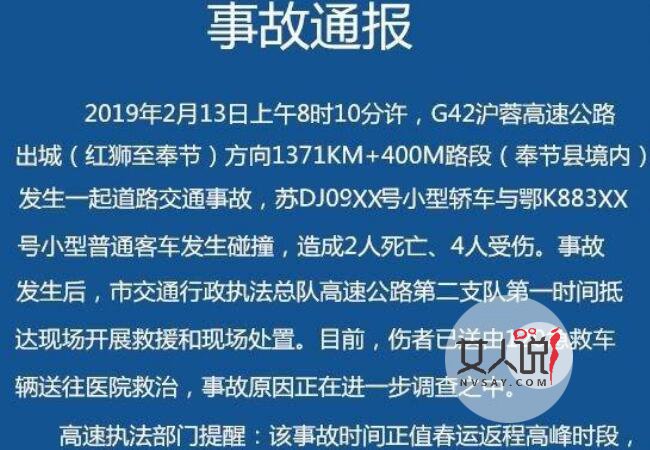 事故通报
2019年2月13日上午8时10分许，G42沪蓉高速公路
出城（红狮至奉节）方向1371KM+400M路段（奉节县境内）
发生一起道路交通事故，苏DJ09XX号小型轿车与鄂K883XX
号小型普通客车发生碰撞，造成2人死亡、4人受伤。事故
发生后，市交通行政执法总队高速公路第二支队第一时间抵
达现场开展救援和现场处置。目前，伤者已送由1 急救车
辆送往医院救治，事故原因正在进一步调查之中。
高速执法部门提醒：该事故时间正值春运返程高峰时段，
女人说
NVSAY.COM